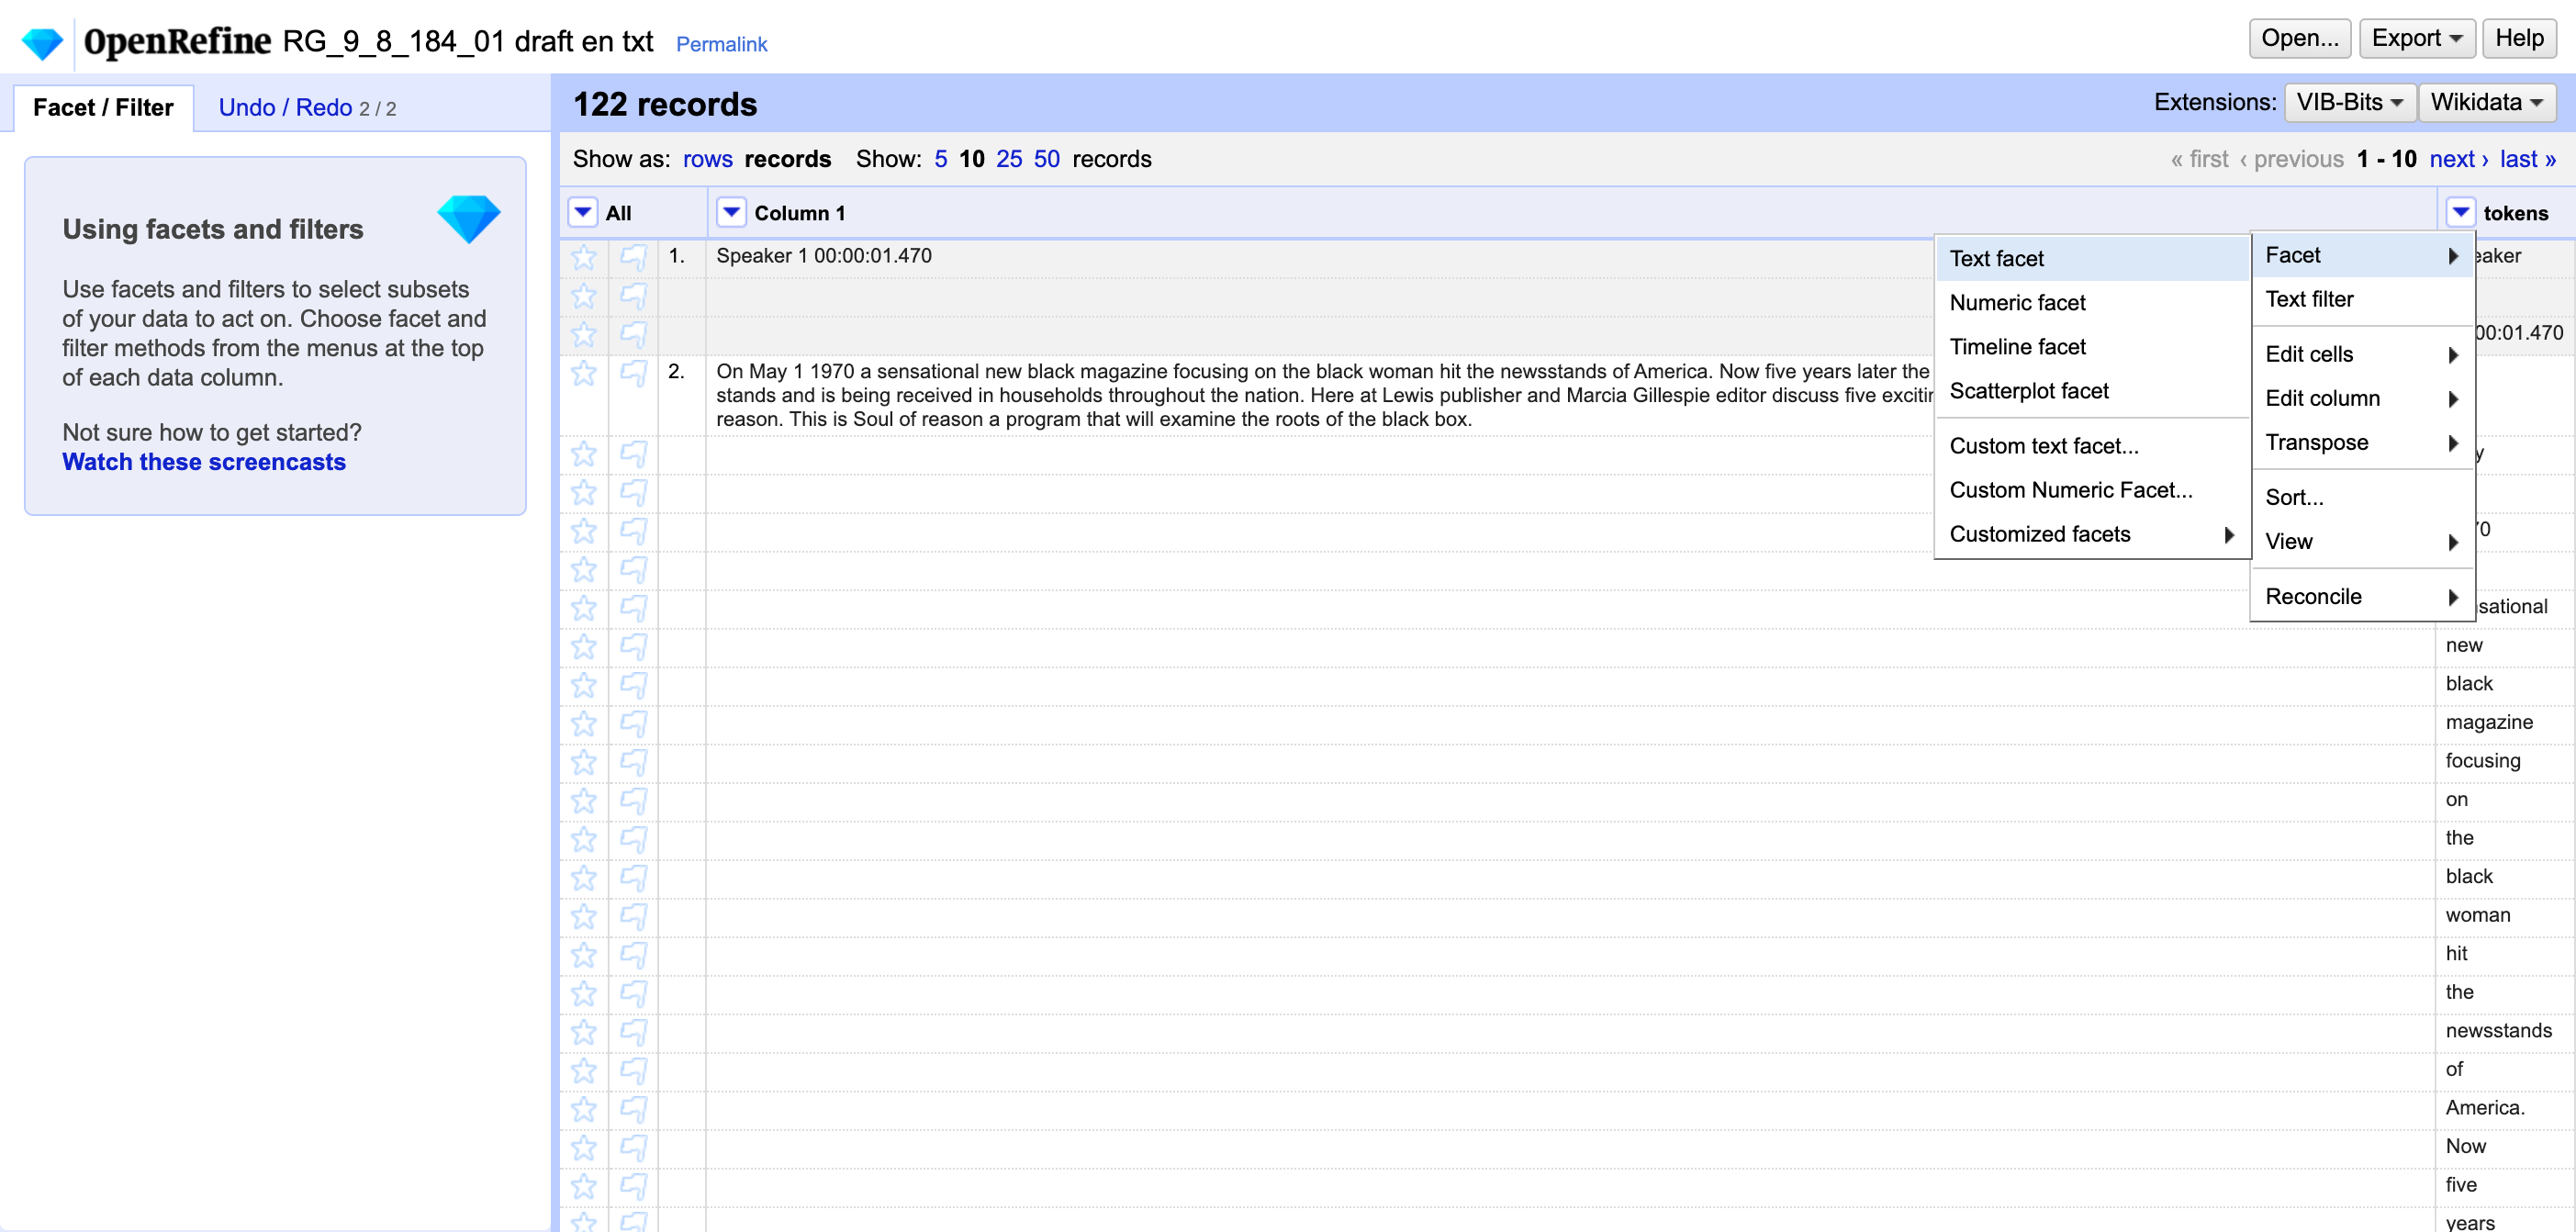 OpenRefine RG_9_8_184_01 draft en txt Permalink
Open... Export Help
Facet / Filter Undo / Redo 2 / 2
122 records
Extensions: VIB-Bits Wikidata
Show as: rows records Show: 5 10 25 50 records
« first ‹ previous 1 - 10 next › last »
Using facets and filters
Use facets and filters to select subsets
of your data to act on. Choose facet and
filter methods from the menus at the top
of each data column.
Not sure how to get started?
Watch these screencasts
All Column 1 tokens
1. Speaker 1 00:00:01.470
2. On May 1 1970 a sensational new black magazine focusing on the black woman hit the newsstands of America. Now five years later the
stands and is being received in households throughout the nation. Here at Lewis publisher and Marcia Gillespie editor discuss five
reason. This is Soul of reason a program that will examine the roots of the black box.
Text facet
Numeric facet
Timeline facet
Scatterplot facet
Custom text facet...
Custom Numeric Facet...
Customized facets
Facet
Text filter
Edit cells
Edit column
Transpose
Sort...
View
Reconcile
eaker
00:01.470
y
70
sational
new
black
magazine
focusing
on
the
black
woman
hit
the
newsstands
of
America.
Now
five
years